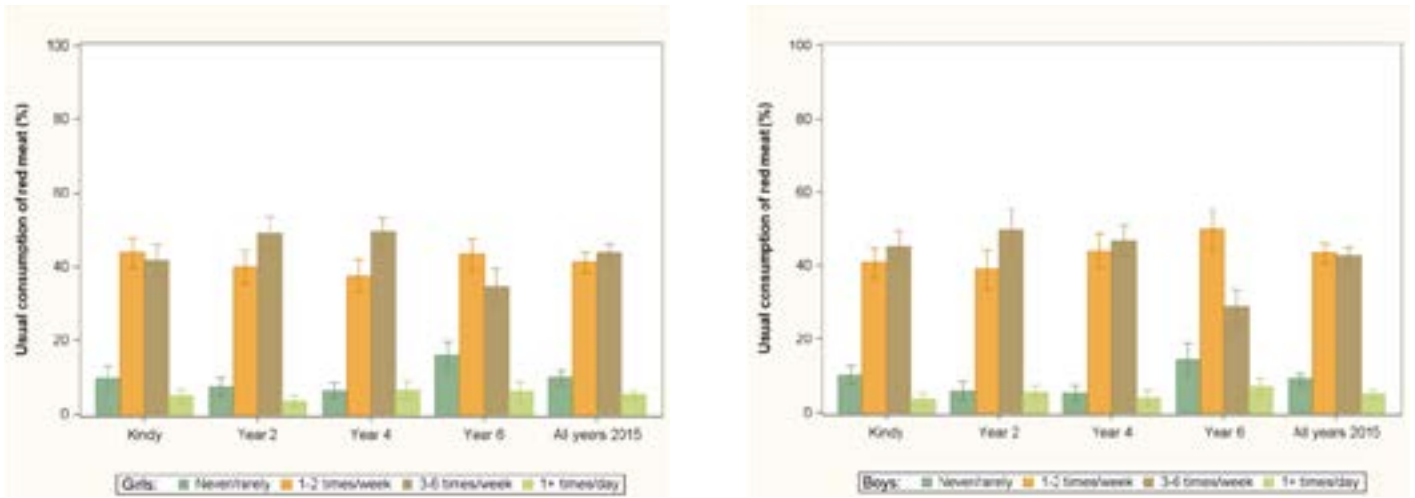 Usual consumption of red meat (%)
100
80
60
40
20
0
Kindy Year 2 Year 4 Year 6 All years 2015
Girls: Never/rarely 1-2 times/week 3-6 times/week 1+ times/day
Usual consumption of red meat (%)
100
80
60
40
20
0
Kindy Year 2 Year 4 Year 6 All years 2015
Boys: Never/rarely 1-2 times/week 3-6 times/week 1+ times/day